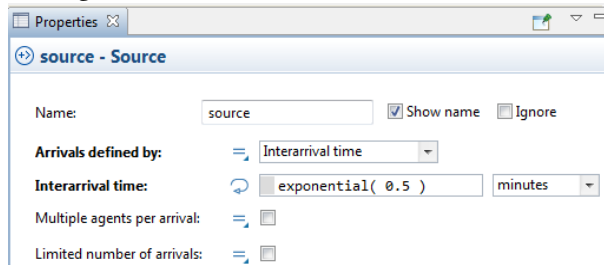 Properties
source - Source
Name: source Show name Ignore
Arrivals defined by: Interarrival time
Interarrival time: exponential( 0.5 ) minutes
Multiple agents per arrival:
Limited number of arrivals: